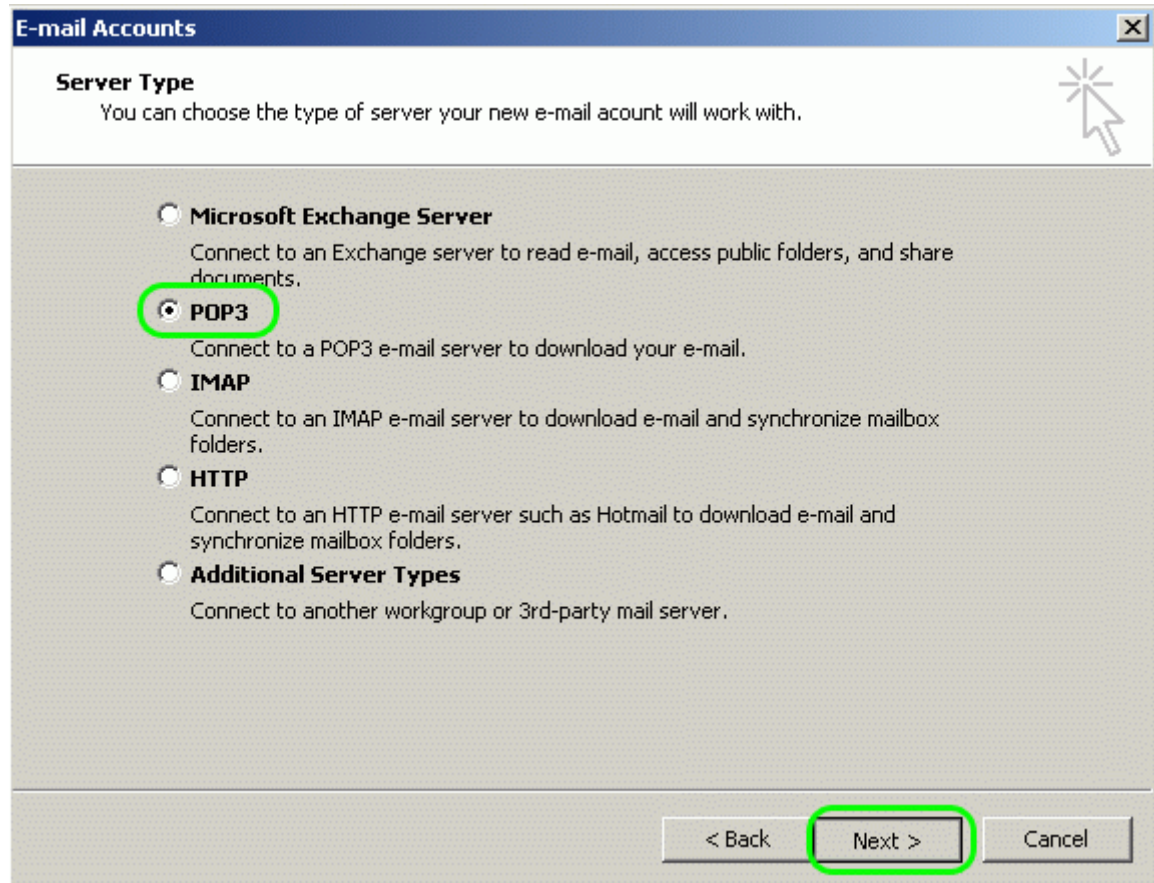 E-mail Accounts
Server Type
You can choose the type of server your new e-mail acount will work with.
Microsoft Exchange Server
Connect to an Exchange server to read e-mail, access public folders, and share
documents.
POP3
Connect to a POP3 e-mail server to download your e-mail.
IMAP
Connect to an IMAP e-mail server to download e-mail and synchronize mailbox
folders.
HTTP
Connect to an HTTP e-mail server such as Hotmail to download e-mail and
synchronize mailbox folders.
Additional Server Types
Connect to another workgroup or 3rd-party mail server.
< Back Next > Cancel